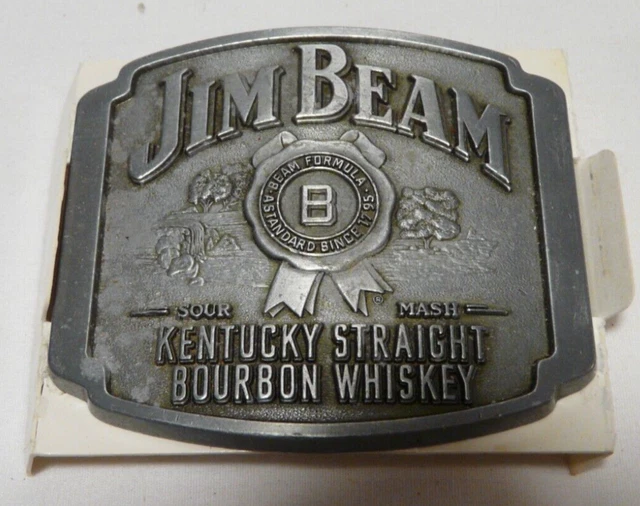 JIM BEAM
BEAM FORMULA
B
A STANDARD SINCE 1795
®
SOUR MASH
KENTUCKY STRAIGHT
BOURBON WHISKEY